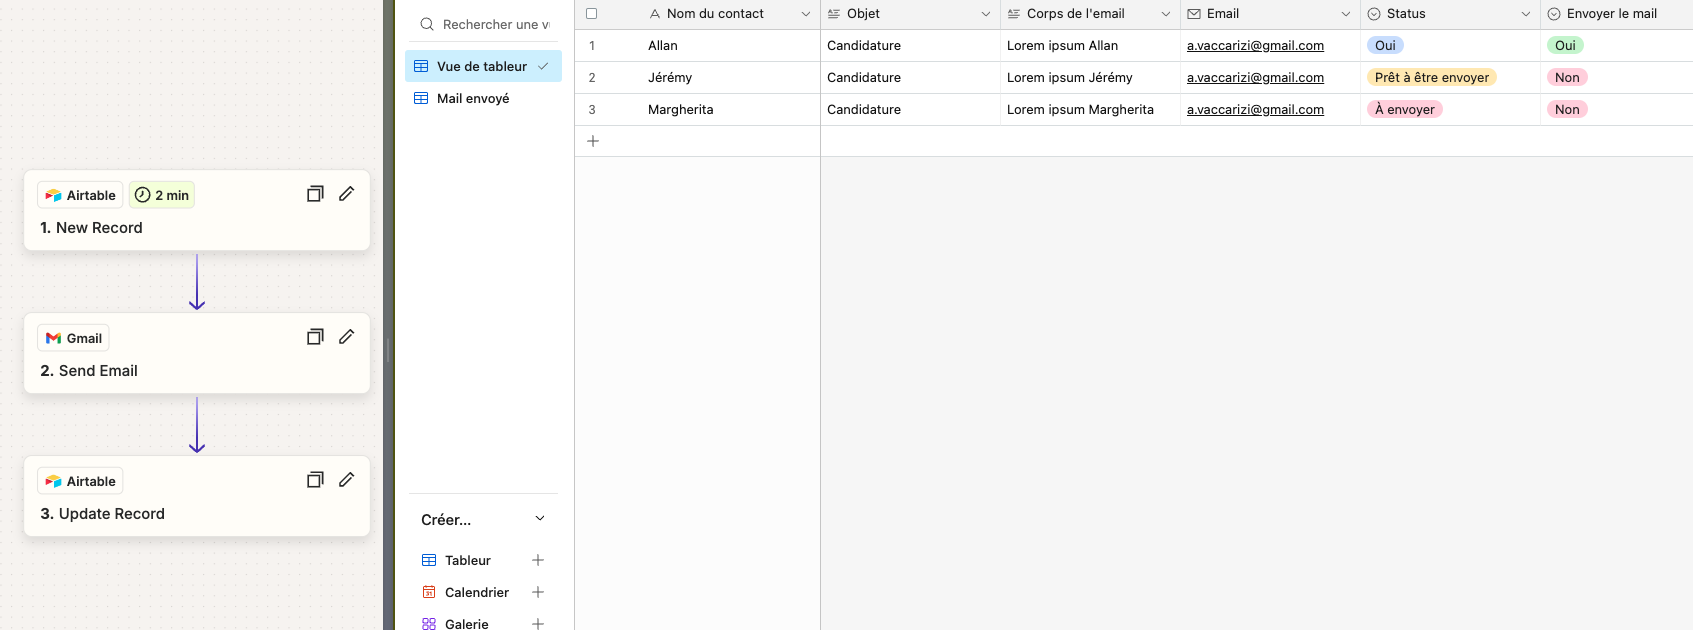 Airtable 2 min
1. New Record
Gmail
2. Send Email
Airtable
3. Update Record
Rechercher une v
Vue de tableur
Mail envoyé
Créer...
Tableur
Calendrier
Galerie
Nom du contact Objet Corps de l'email Email Status Envoyer le mail
1 Allan Candidature Lorem ipsum Allan a.vaccarizi@gmail.com Oui Oui
2 Jérémy Candidature Lorem ipsum Jérémy a.vaccarizi@gmail.com Prêt à être envoyer Non
3 Margherita Candidature Lorem ipsum Margherita a.vaccarizi@gmail.com À envoyer Non